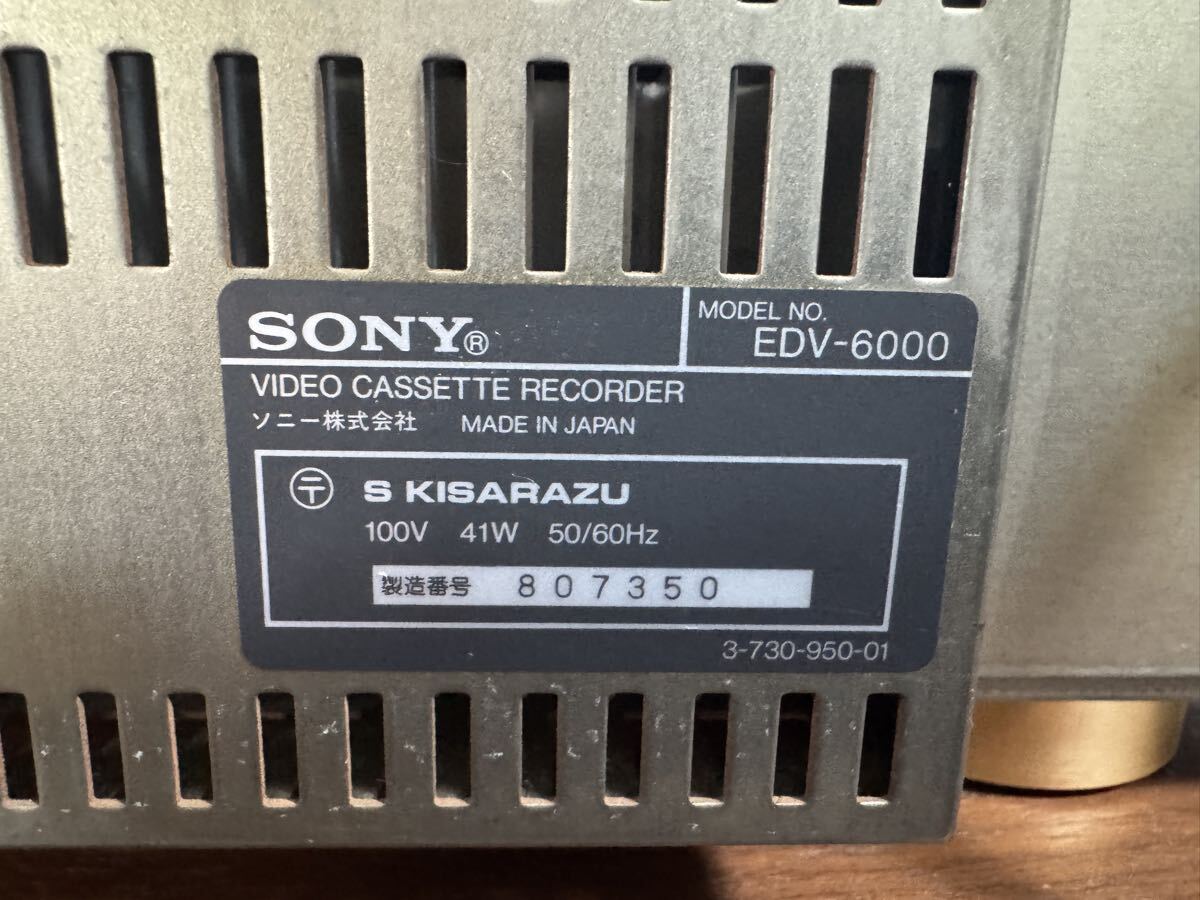 SONY®
MODEL NO.
EDV-6000
VIDEO CASSETTE RECORDER
ソニー株式会社 MADE IN JAPAN
〒 S KISARAZU
100V 41W 50/60Hz
製造番号 807350
3-730-950-01